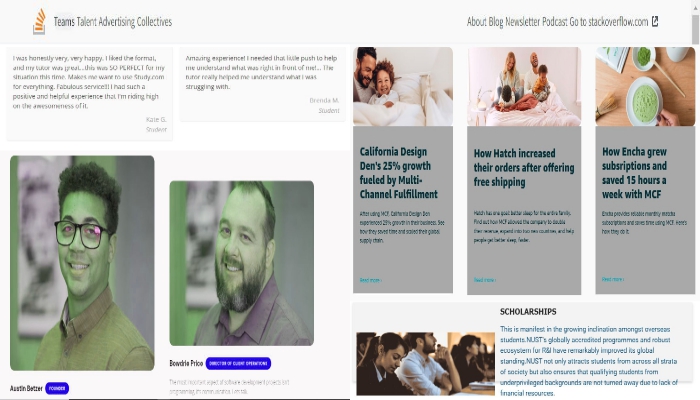 Teams Talent Advertising Collectives
About Blog Newsletter Podcast Go to stackoverflow.com
I was honestly very, very happy. I liked the format,
and my tutor was great...this was SO PERFECT for my
situation this time. Makes me want to use Study.com
for everything. Fabulous service!!! I had such a
positive and helpful experience that I'm riding high
on the awesomeness of it.
Kate G.
Student
Amazing experience! I needed that little push to help
me understand what was right in front of me!... The
tutor really helped me understand what I was
struggling with.
Brenda M.
Student
Austin Betzer FOUNDER
Bowdrie Price DIRECTOR OF CLIENT OPERATIONS
The most important aspect of software development projects isn't
programming it's communication. Let's talk.
California Design
Den's 25% growth
fueled by Multi-
Channel Fulfillment
After using MCF, California Design Den
experienced 25% growth in their business. See
how they saved time and scaled their global
supply chain.
Read more ›
How Hatch increased
their orders after offering
free shipping
Hatch has one quest: better sleep for the entire family.
Find out how MCF allowed the company to double
their revenue, expand into two new countries, and help
people get better sleep, faster.
Read more ›
How Encha grew
subsriptions and
saved 15 hours a
week with MCF
Encha provides reliable monthly matcha
subscriptions and saves time using MCF. Here's
how they do it.
Read more ›
SCHOLARSHIPS
This is manifest in the growing inclination amongst overseas
students.NUST's globally accredited programmes and robust
ecosystem for R&I have remarkably improved its global
standing.NUST not only attracts students from across all strata
of society but also ensures that qualifying students from
underprivileged backgrounds are not turned away due to lack of
financial resources.